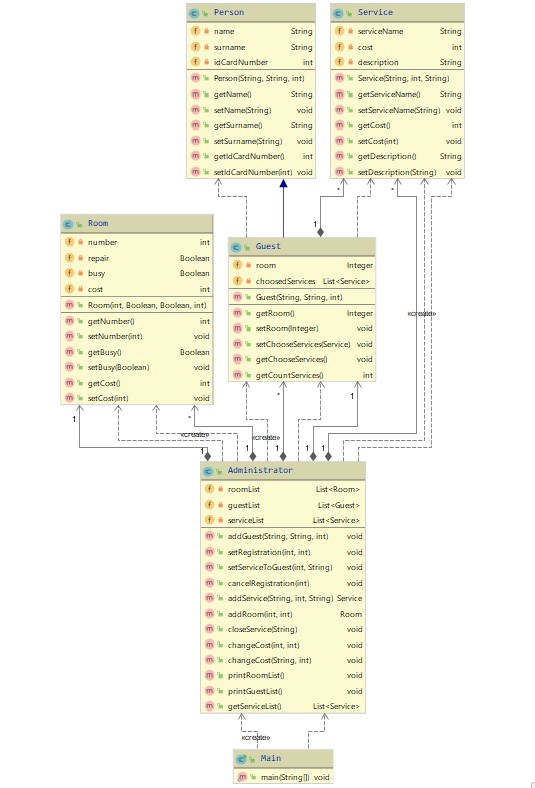 Person
name String
surname String
idCardNumber int
Person(String, String, int)
getName() String
setName(String) void
getSurname() String
setSurname(String) void
getIdCardNumber() int
setIdCardNumber(int) void
Service
serviceName String
cost int
description String
Service(String, int, String)
getServiceName() String
setServiceName(String) void
getCost() int
setCost(int) void
getDescription() String
setDescription(String) void
Room
number int
repair Boolean
busy Boolean
cost int
Room(int, Boolean, Boolean, int)
getNumber() int
setNumber(int) void
getBusy() Boolean
setBusy(Boolean) void
getCost() int
setCost(int) void
Guest
room Integer
choosedServices List<Service>
Guest(String, String, int)
getRoom() Integer
setRoom(Integer) void
setChooseServices(Service) void
getChooseServices() void
getCountServices() int
«create»
«create»
«create»
Administrator
roomList List<Room>
guestList List<Guest>
serviceList List<Service>
addGuest(String, String, int) void
setRegistration(int, int) void
setServiceToGuest(int, String) void
cancelRegistration(int) void
addService(String, int, String) Service
addRoom(int, int) Room
closeService(String) void
changeCost(int, int) void
changeCost(String, int) void
printRoomList() void
printGuestList() void
getServiceList() List<Service>
«create»
Main
main(String[]) void